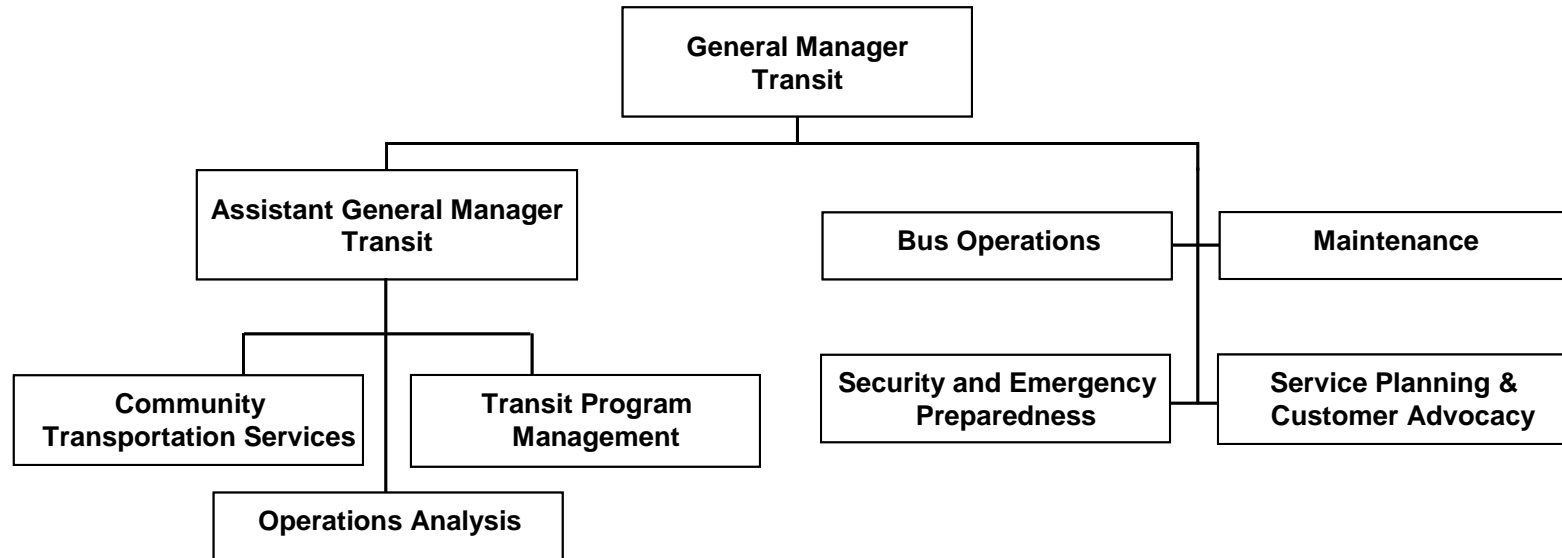 General Manager
Transit
Assistant General Manager
Transit
Bus Operations
Maintenance
Community
Transportation Services
Transit Program
Management
Security and Emergency
Preparedness
Service Planning &
Customer Advocacy
Operations Analysis